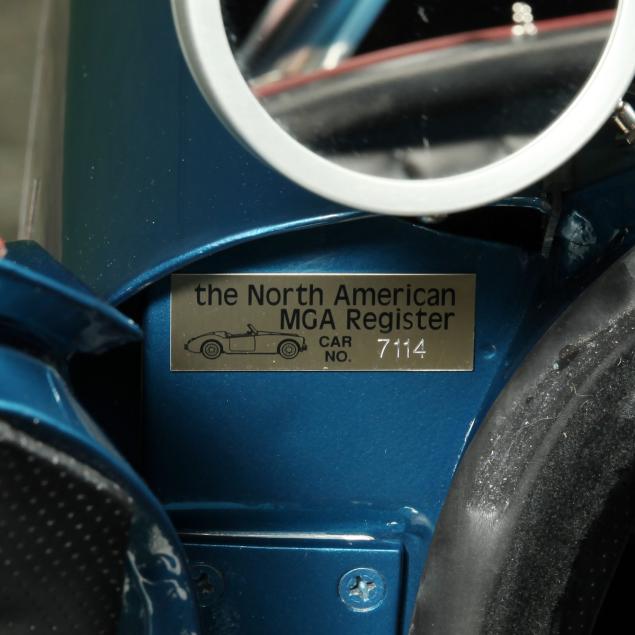 the North American
MGA Register
CAR
NO. 7114